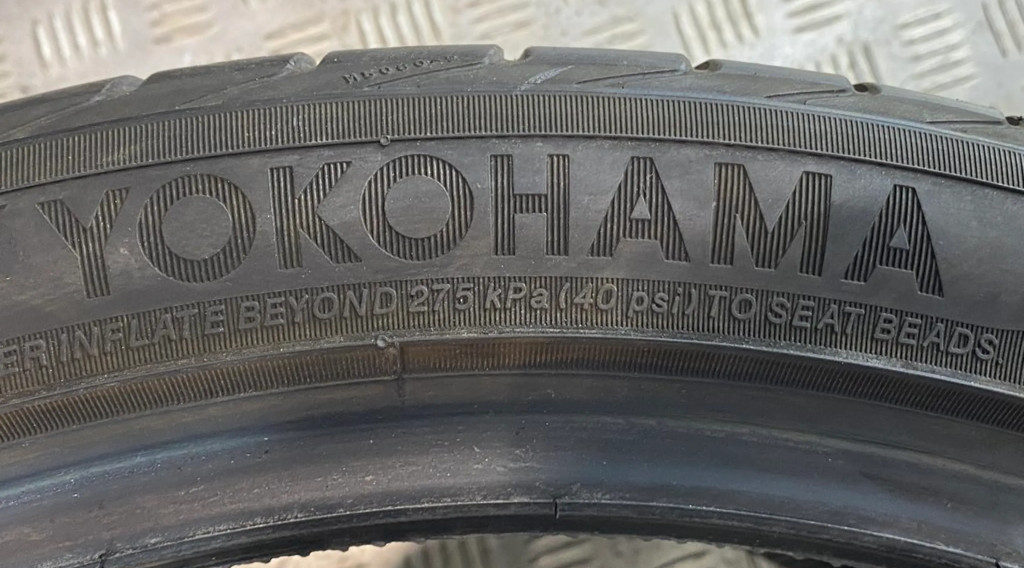 YOKOHAMA
INFLATE BEYOND 275 kPa (40 psi) TO SEAT BEADS.